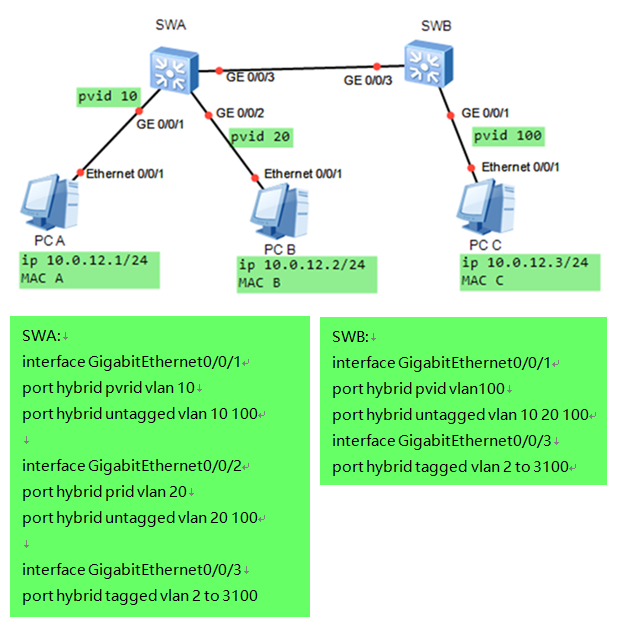 SWA
SWB
GE 0/0/3
GE 0/0/3
pvid 10
GE 0/0/1
GE 0/0/2
pvid 20
GE 0/0/1
pvid 100
Ethernet 0/0/1
Ethernet 0/0/1
Ethernet 0/0/1
PC A
ip 10.0.12.1/24
MAC A
PC B
ip 10.0.12.2/24
MAC B
PC C
ip 10.0.12.3/24
MAC C
SWA:
interface GigabitEthernet0/0/1
port hybrid pvrid vlan 10
port hybrid untagged vlan 10 100
interface GigabitEthernet0/0/2
port hybrid prid vlan 20
port hybrid untagged vlan 20 100
interface GigabitEthernet0/0/3
port hybrid tagged vlan 2 to 3100
SWB:
interface GigabitEthernet0/0/1
port hybrid pvid vlan100
port hybrid untagged vlan 10 20 100
interface GigabitEthernet0/0/3
port hybrid tagged vlan 2 to 3100